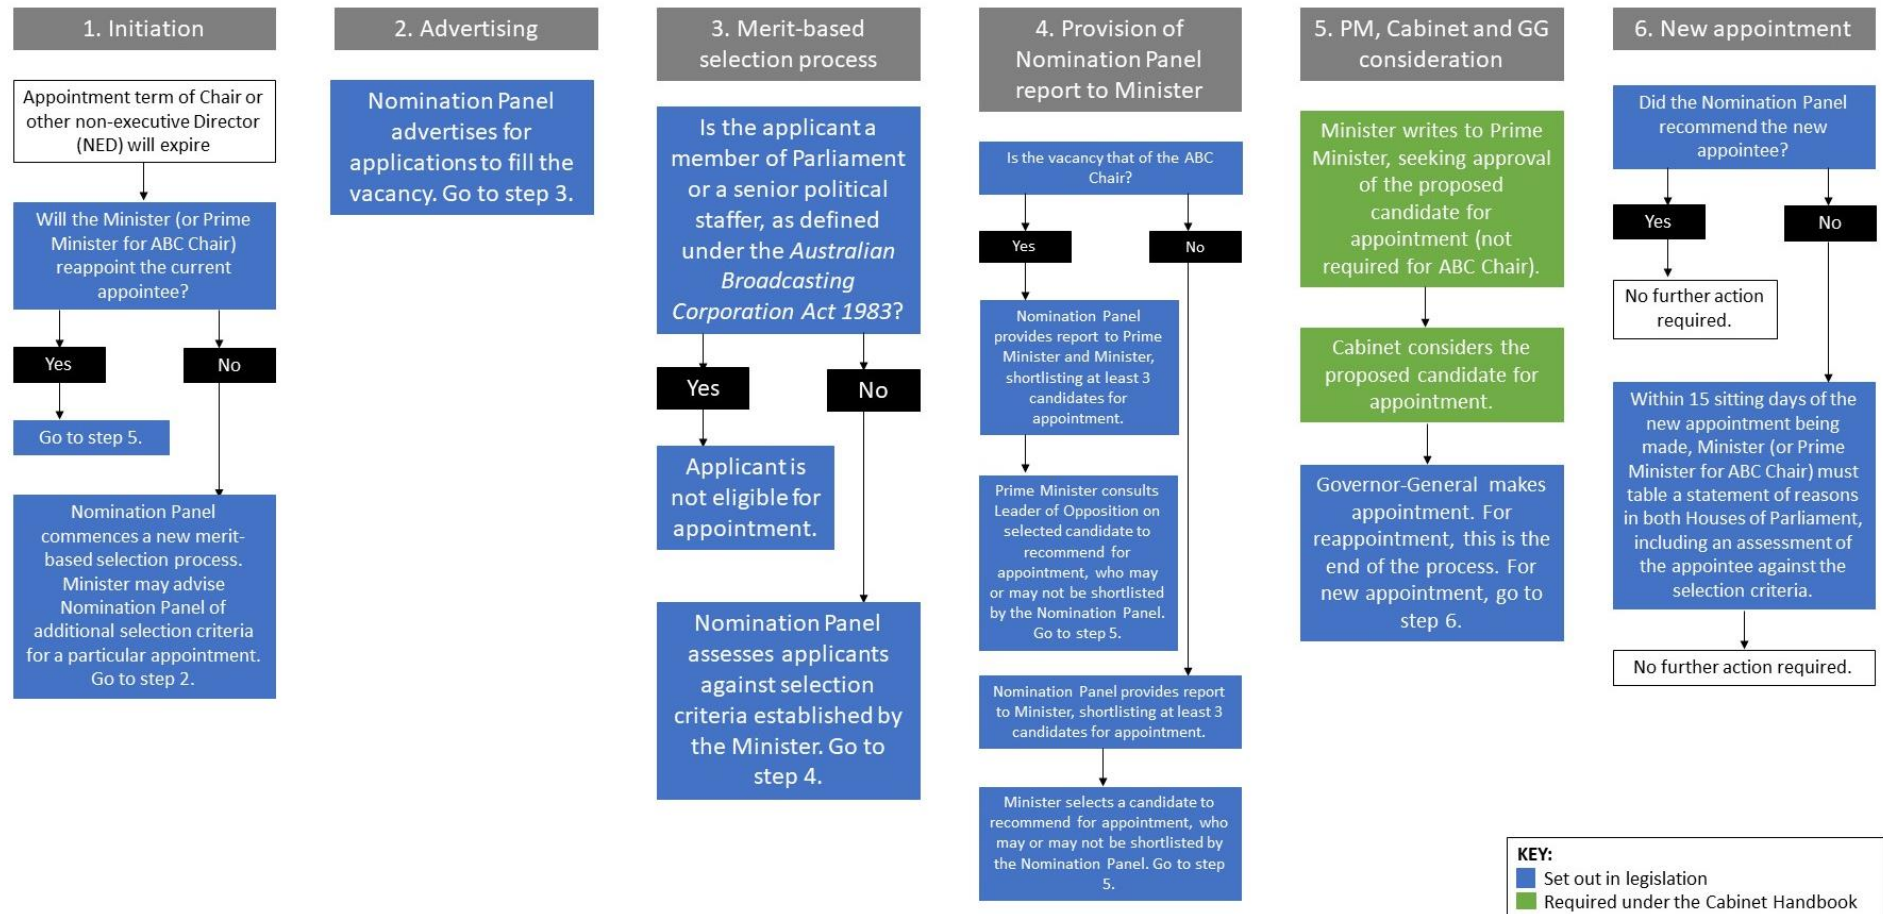 1. Initiation
Appointment term of Chair or
other non-executive Director
(NED) will expire
Will the Minister (or Prime
Minister for ABC Chair)
reappoint the current
appointee?
Yes
No
Go to step 5.
Nomination Panel
commences a new merit-
based selection process.
Minister may advise
Nomination Panel of
additional selection criteria
for a particular appointment.
Go to step 2.
2. Advertising
Nomination Panel
advertises for
applications to fill the
vacancy. Go to step 3.
3. Merit-based
selection process
Is the applicant a
member of Parliament
or a senior political
staffer, as defined
under the Australian
Broadcasting
Corporation Act 1983?
Yes
No
Applicant is
not eligible for
appointment.
Nomination Panel
assesses applicants
against selection
criteria established by
the Minister. Go to
step 4.
4. Provision of
Nomination Panel
report to Minister
Is the vacancy that of the ABC
Chair?
Yes
No
Nomination Panel
provides report to Prime
Minister and Minister,
shortlisting at least 3
candidates for
appointment.
Prime Minister consults
Leader of Opposition on
selected candidate to
recommend for
appointment, who may
or may not be shortlisted
by the Nomination Panel.
Go to step 5.
Nomination Panel provides report
to Minister, shortlisting at least 3
candidates for appointment.
Minister selects a candidate to
recommend for appointment, who
may or may not be shortlisted by
the Nomination Panel. Go to step
5.
5. PM, Cabinet and GG
consideration
Minister writes to Prime
Minister, seeking approval
of the proposed
candidate for
appointment (not
required for ABC Chair).
Cabinet considers the
proposed candidate for
appointment.
Governor-General makes
appointment. For
reappointment, this is the
end of the process. For
new appointment, go to
step 6.
6. New appointment
Did the Nomination Panel
recommend the new
appointee?
Yes
No
No further action
required.
Within 15 sitting days of the
new appointment being
made, Minister (or Prime
Minister for ABC Chair) must
table a statement of reasons
in both Houses of Parliament,
including an assessment of
the appointee against the
selection criteria.
No further action required.
KEY:
Set out in legislation
Required under the Cabinet Handbook